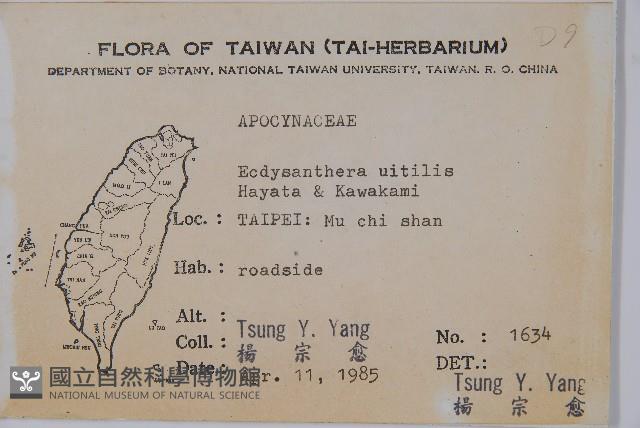 D9
FLORA OF TAIWAN (TAI-HERBARIUM)
DEPARTMENT OF BOTANY, NATIONAL TAIWAN UNIVERSITY, TAIWAN. R. O. CHINA
APOCYNACEAE
Ecdysanthera uitilis
Hayata & Kawakami
Loc.: TAIPEI: Mu chi shan
Hab.: roadside
Alt.:
Coll.: Tsung Y. Yang
楊 宗 愈
No. : 1634
Date.: 11, 1985
DET.:
Tsung Y. Yang
楊 宗 愈
國立自然科學博物館
NATIONAL MUSEUM OF NATURAL SCIENCE